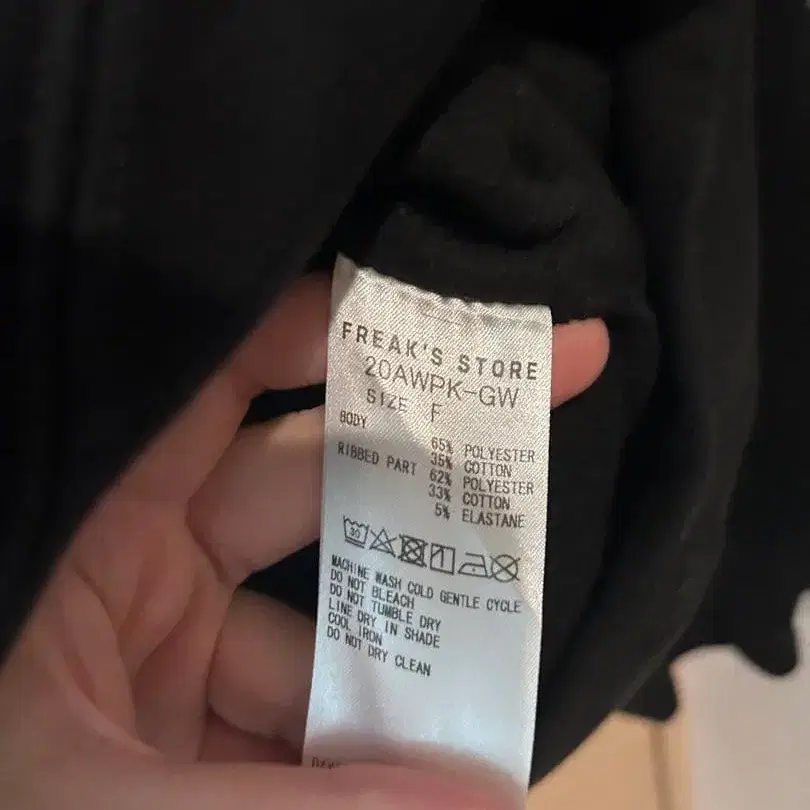 FREAK'S STORE
20AWPK-GW
SIZE F
BODY
65% POLYESTER
35% COTTON
RIBBED PART 62% POLYESTER
33% COTTON
5% ELASTANE
30
MACHINE WASH COLD GENTLE CYCLE
DO NOT BLEACH
DO NOT TUMBLE DRY
LINE DRY IN SHADE
COOL IRON
DO NOT DRY CLEAN